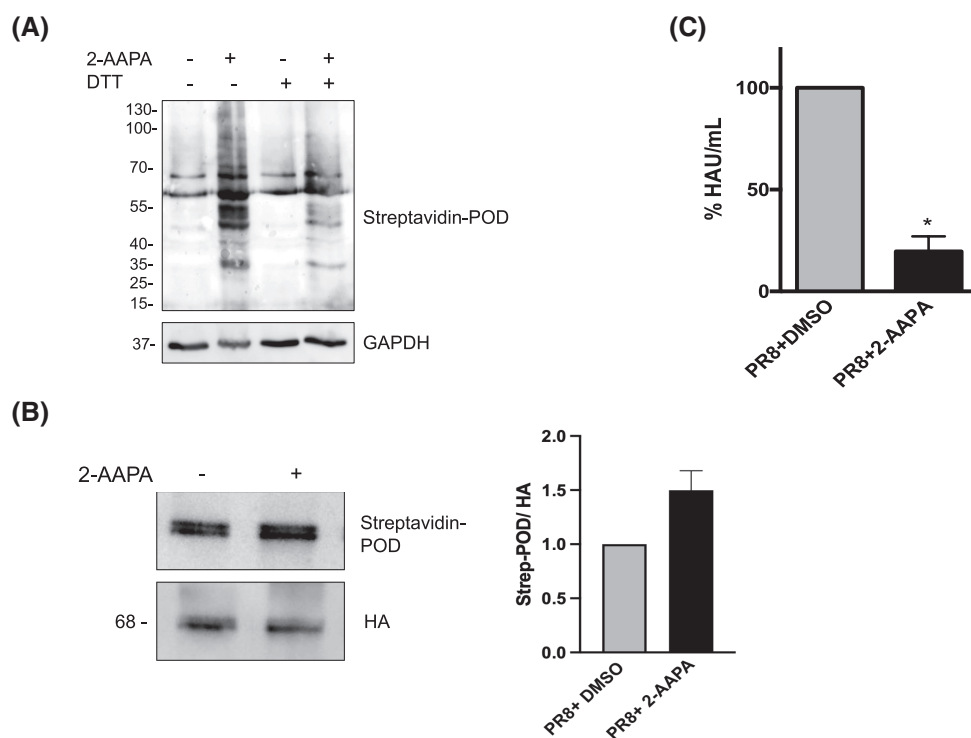 (A)
2-AAPA - + - +
DTT - - + +
130-
100-
70-
55-
40-
35-
25-
15-
Streptavidin-POD
37-
GAPDH
(B)
2-AAPA - +
Streptavidin-
POD
68 -
HA
Strep-POD/ HA
2.0
1.5
1.0
0.5
0.0
PR8+ DMSO
PR8+ 2-AAPA
(C)
% HAU/mL
100
50
0
*
PR8+DMSO
PR8+2-AAPA